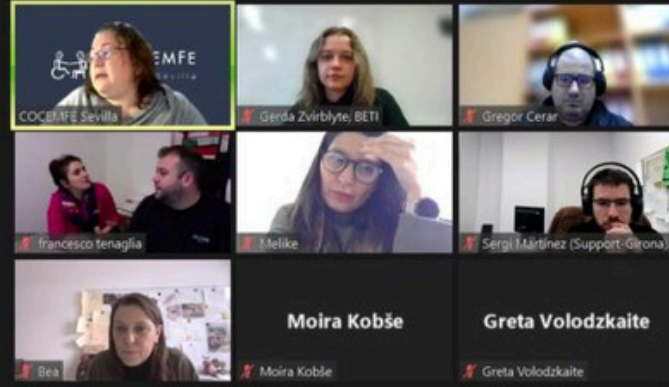 EMFE
Sevilla
COCEMFE Sevilla
Gerda Zvirblyte, BETI
Gregor Cerar
francesco tenaglia
Melike
Sergi Martínez (Support-Girona)
Bea
Moira Kobše
Moira Kobše
Greta Volodzkaite
Greta Volodzkaite